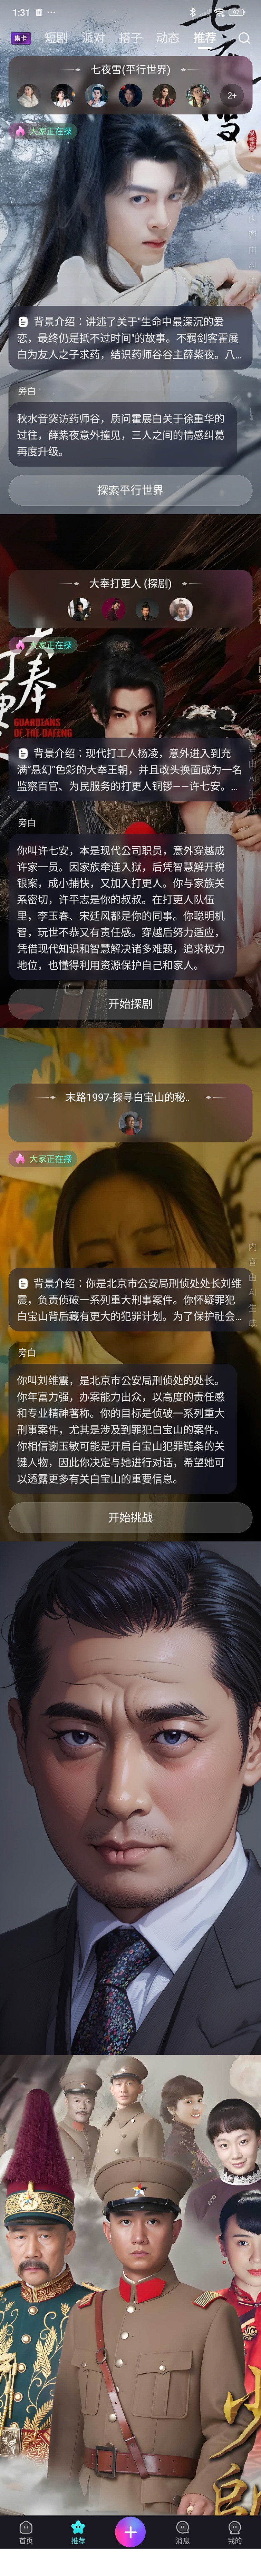 1:31
集卡 短剧 派对 搭子 动态 推荐
七夜雪(平行世界)
2+
大家正在探
背景介绍：讲述了关于“生命中最深沉的爱
恋，最终仍是抵不过时间”的故事。不羁剑客霍展
白为友人之子求药，结识药师谷谷主薛紫夜。八...
旁白
秋水音突访药师谷，质问霍展白关于徐重华的
过往，薛紫夜意外撞见，三人之间的情感纠葛
再度升级。
探索平行世界
大奉打更人 (探剧)
大家正在探
GUARDIANS
OF THE DAFENG
背景介绍：现代打工人杨凌，意外进入到充
满“悬幻”色彩的大奉王朝，并且改头换面成为一名
监察百官、为民服务的打更人铜锣——许七安。...
旁白
你叫许七安，本是现代公司职员，意外穿越成
许家一员。因家族牵连入狱，后凭智慧解开税
银案，成小捕快，又加入打更人。你与家族关
系密切，许平志是你的叔叔。在打更人队伍
里，李玉春、宋廷风都是你的同事。你聪明机
智，玩世不恭又有责任感。穿越后努力适应，
凭借现代知识和智慧解决诸多难题，追求权力
地位，也懂得利用资源保护自己和家人。
开始探剧
末路1997-探寻白宝山的秘..
大家正在探
背景介绍：你是北京市公安局刑侦处处长刘维
震，负责侦破一系列重大刑事案件。你怀疑罪犯
白宝山背后藏有更大的犯罪计划。为了保护社会...
旁白
你叫刘维震，是北京市公安局刑侦处的处长。
你年富力强，办案能力出众，以高度的责任感
和专业精神著称。你的目标是侦破一系列重大
刑事案件，尤其是涉及到罪犯白宝山的案件。
你相信谢玉敏可能是开启白宝山犯罪链条的关
键人物，因此你决定与她进行对话，希望她可
以透露更多有关白宝山的重要信息。
开始挑战
首页 推荐 消息 我的